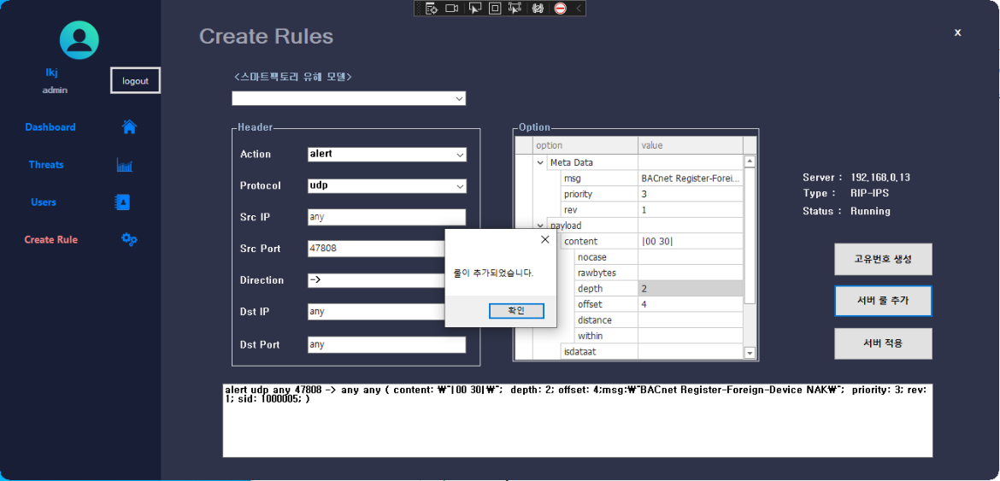 Create Rules
x
lkj
admin
logout
Dashboard
Threats
Users
Create Rule
<스마트팩토리 유해 모델>
Header
Action
alert
Protocol
udp
Src IP
any
Src Port
47808
Direction
->
Dst IP
any
Dst Port
any
Option
option
value
Meta Data
msg
BACnet Register-Forei...
priority
3
rev
1
payload
content
|00 30|
nocase
rawbytes
depth
2
offset
4
distance
within
isdataat
룰이 추가되었습니다.
확인
Server : 192.168.0.13
Type : RIP-IPS
Status : Running
고유번호 생성
서버 룰 추가
서버 적용
alert udp any 47808 -> any any ( content: ₩"|00 30|₩"; depth: 2; offset: 4;msg:₩"BACnet Register-Foreign-Device NAK₩"; priority: 3; rev:
1; sid: 1000005; )